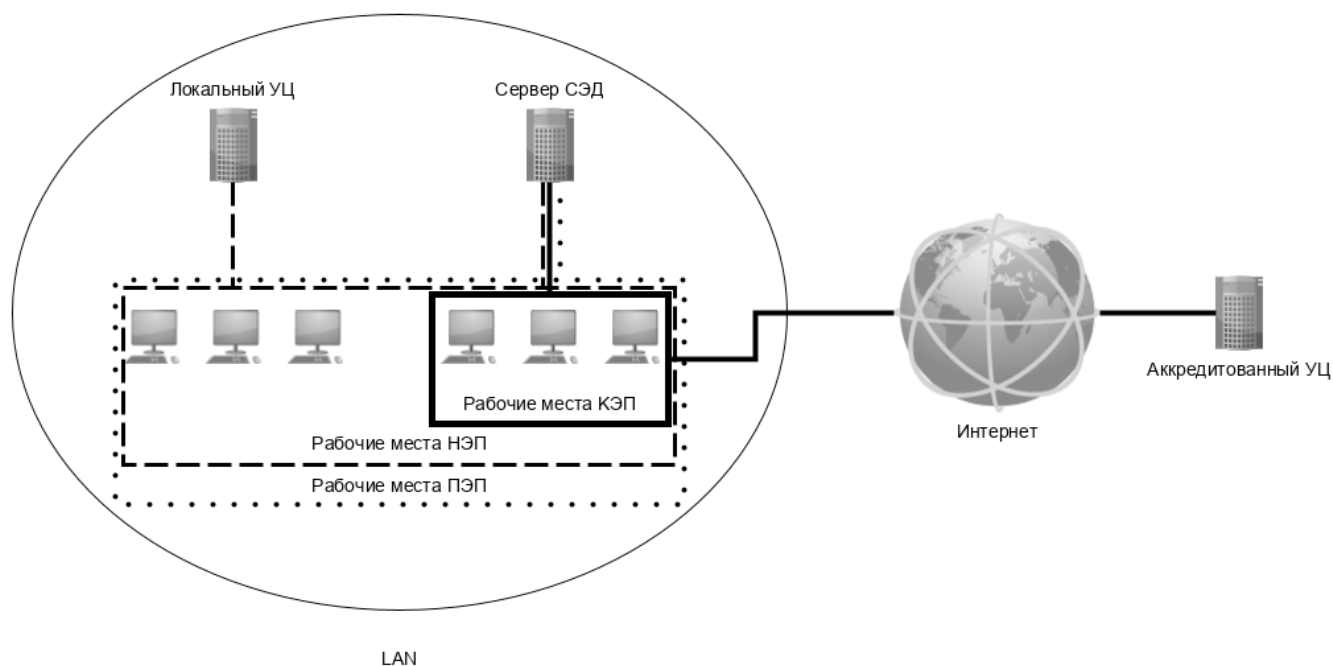 Локальный УЦ
Сервер СЭД
Рабочие места КЭП
Рабочие места НЭП
Рабочие места ПЭП
Интернет
Аккредитованный УЦ
LAN